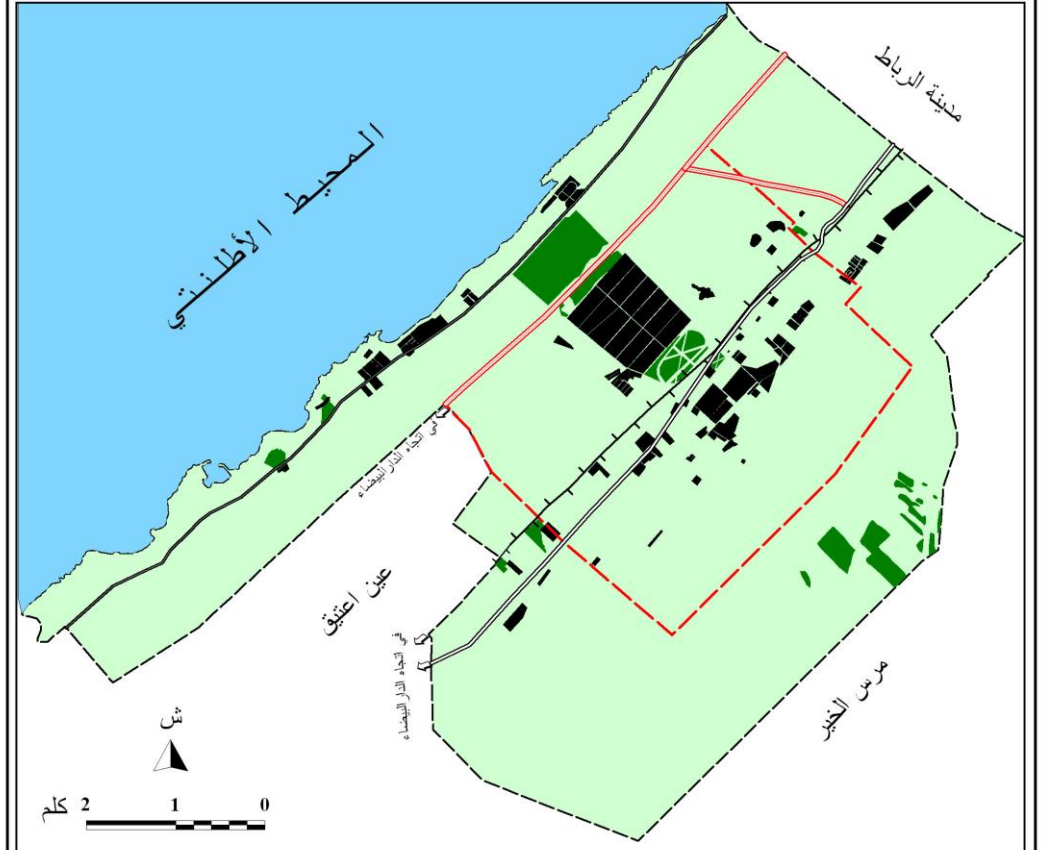 مدينة الرباط
المحيط الأطلنتي
في اتجاه الدار البيضاء
عين اعتيق
في اتجاه الدار البيضاء
مرس الخير
ش
كلم 2 1 0